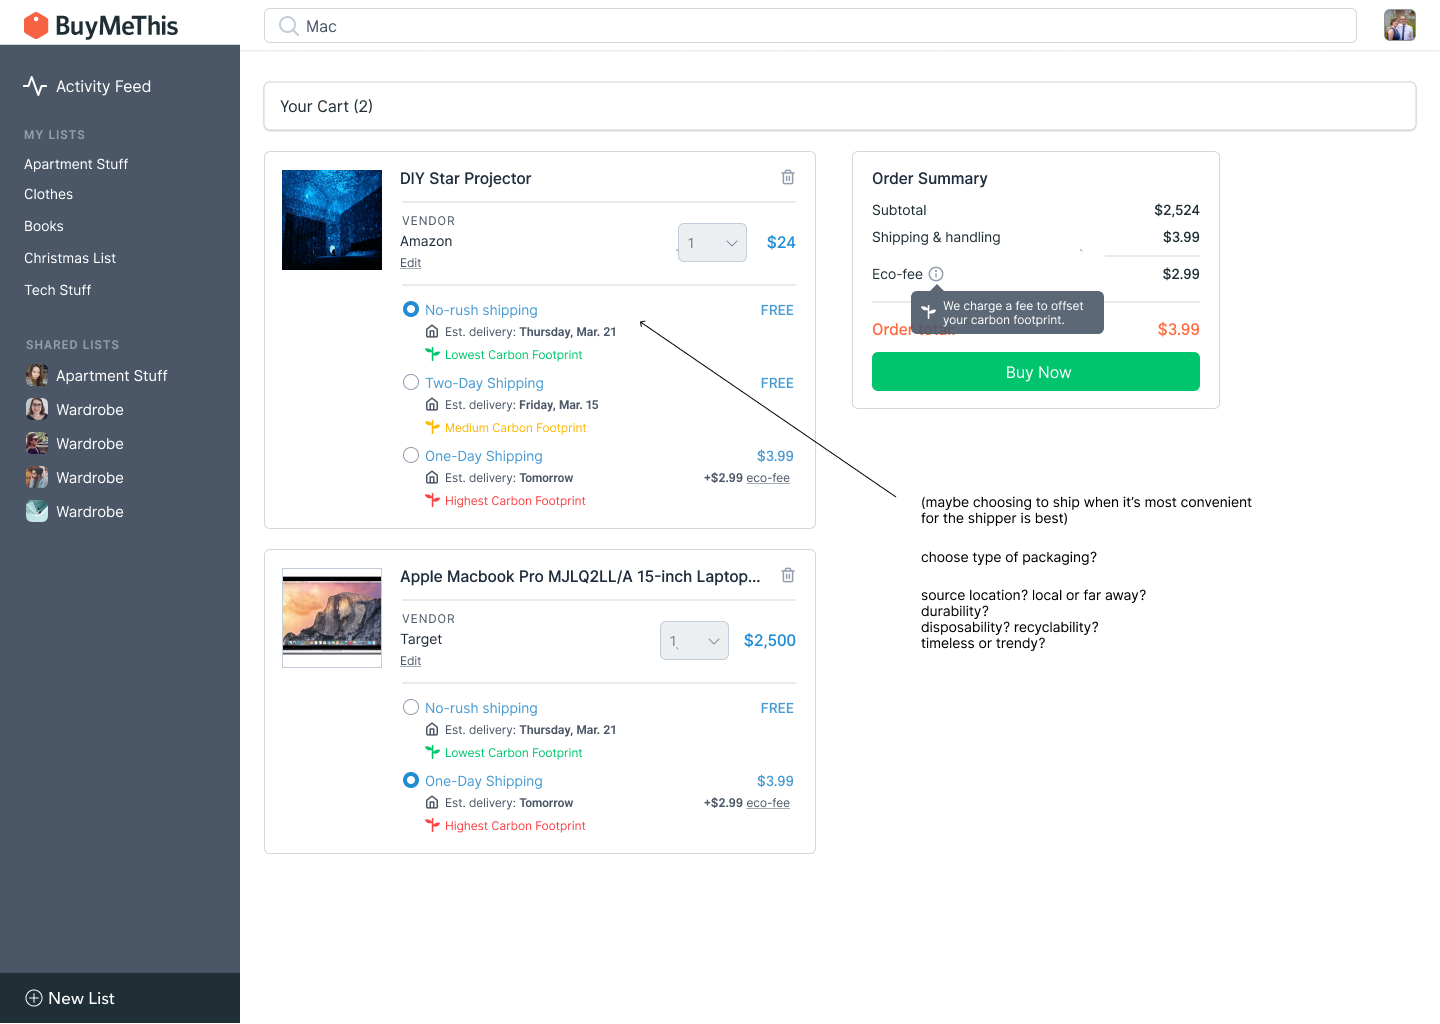 BuyMeThis
Mac
Activity Feed
MY LISTS
Apartment Stuff
Clothes
Books
Christmas List
Tech Stuff
SHARED LISTS
Apartment Stuff
Wardrobe
Wardrobe
Wardrobe
Wardrobe
New List
Your Cart (2)
DIY Star Projector
VENDOR
Amazon
Edit
1
$24
No-rush shipping FREE
Est. delivery: Thursday, Mar. 21
Lowest Carbon Footprint
Two-Day Shipping FREE
Est. delivery: Friday, Mar. 15
Medium Carbon Footprint
One-Day Shipping $3.99
Est. delivery: Tomorrow +$2.99 eco-fee
Highest Carbon Footprint
Apple Macbook Pro MJLQ2LL/A 15-inch Laptop...
VENDOR
Target
Edit
1
$2,500
No-rush shipping FREE
Est. delivery: Thursday, Mar. 21
Lowest Carbon Footprint
One-Day Shipping $3.99
Est. delivery: Tomorrow +$2.99 eco-fee
Highest Carbon Footprint
Order Summary
Subtotal $2,524
Shipping & handling $3.99
Eco-fee $2.99
We charge a fee to offset
your carbon footprint.
Order total: $3.99
Buy Now
(maybe choosing to ship when it's most convenient
for the shipper is best)
choose type of packaging?
source location? local or far away?
durability?
disposability? recyclability?
timeless or trendy?